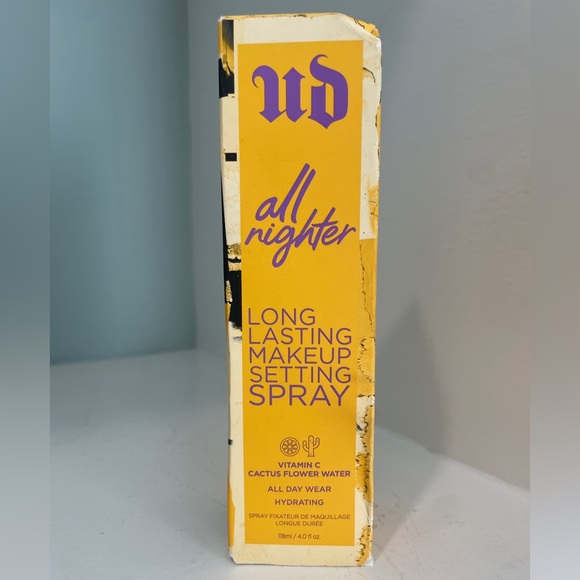 UD
all
nighter
LONG
LASTING
MAKEUP
SETTING
SPRAY
VITAMIN C
CACTUS FLOWER WATER
ALL DAY WEAR
HYDRATING
SPRAY FIXATEUR DE MAQUILLAGE
LONGUE DURÉE
118ml / 4.0 fl oz.